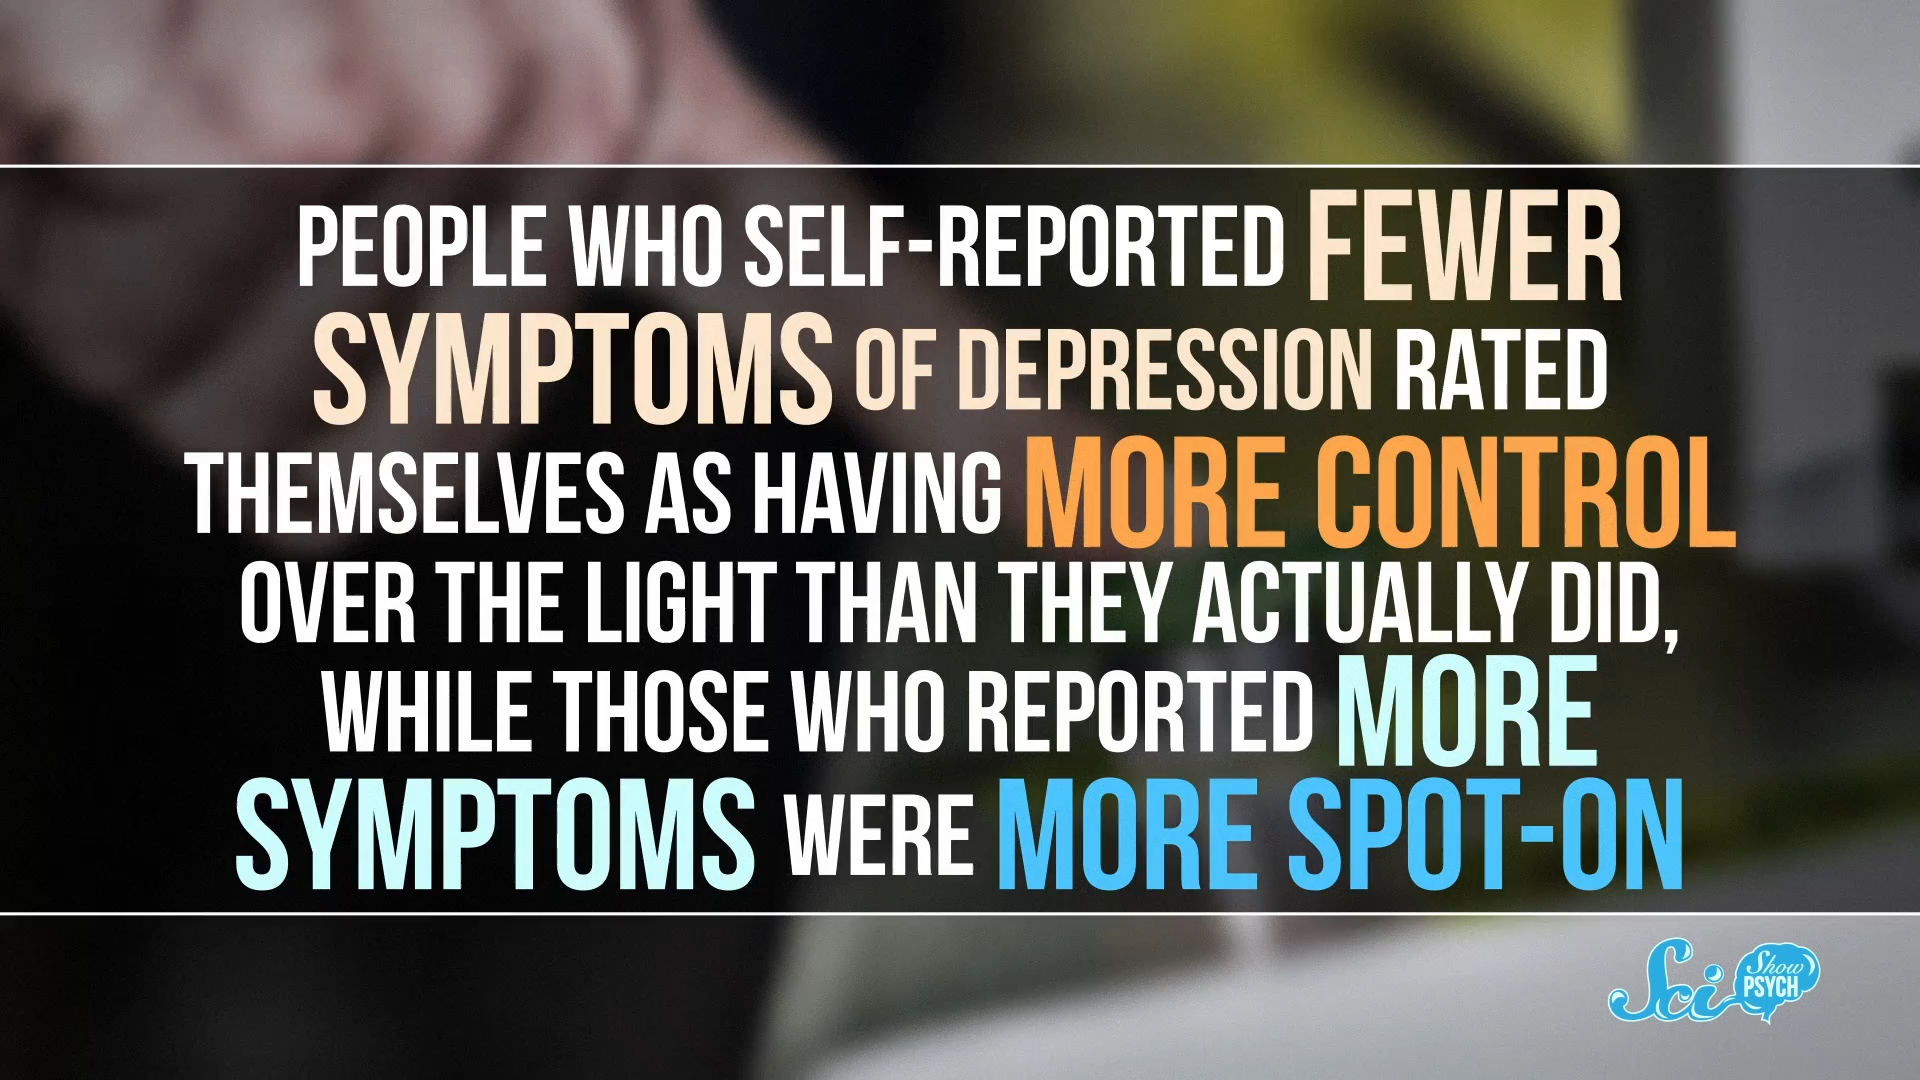 PEOPLE WHO SELF-REPORTED FEWER
SYMPTOMS OF DEPRESSION RATED
THEMSELVES AS HAVING MORE CONTROL
OVER THE LIGHT THAN THEY ACTUALLY DID,
WHILE THOSE WHO REPORTED MORE
SYMPTOMS WERE MORE SPOT-ON
Sci Show
PSYCH